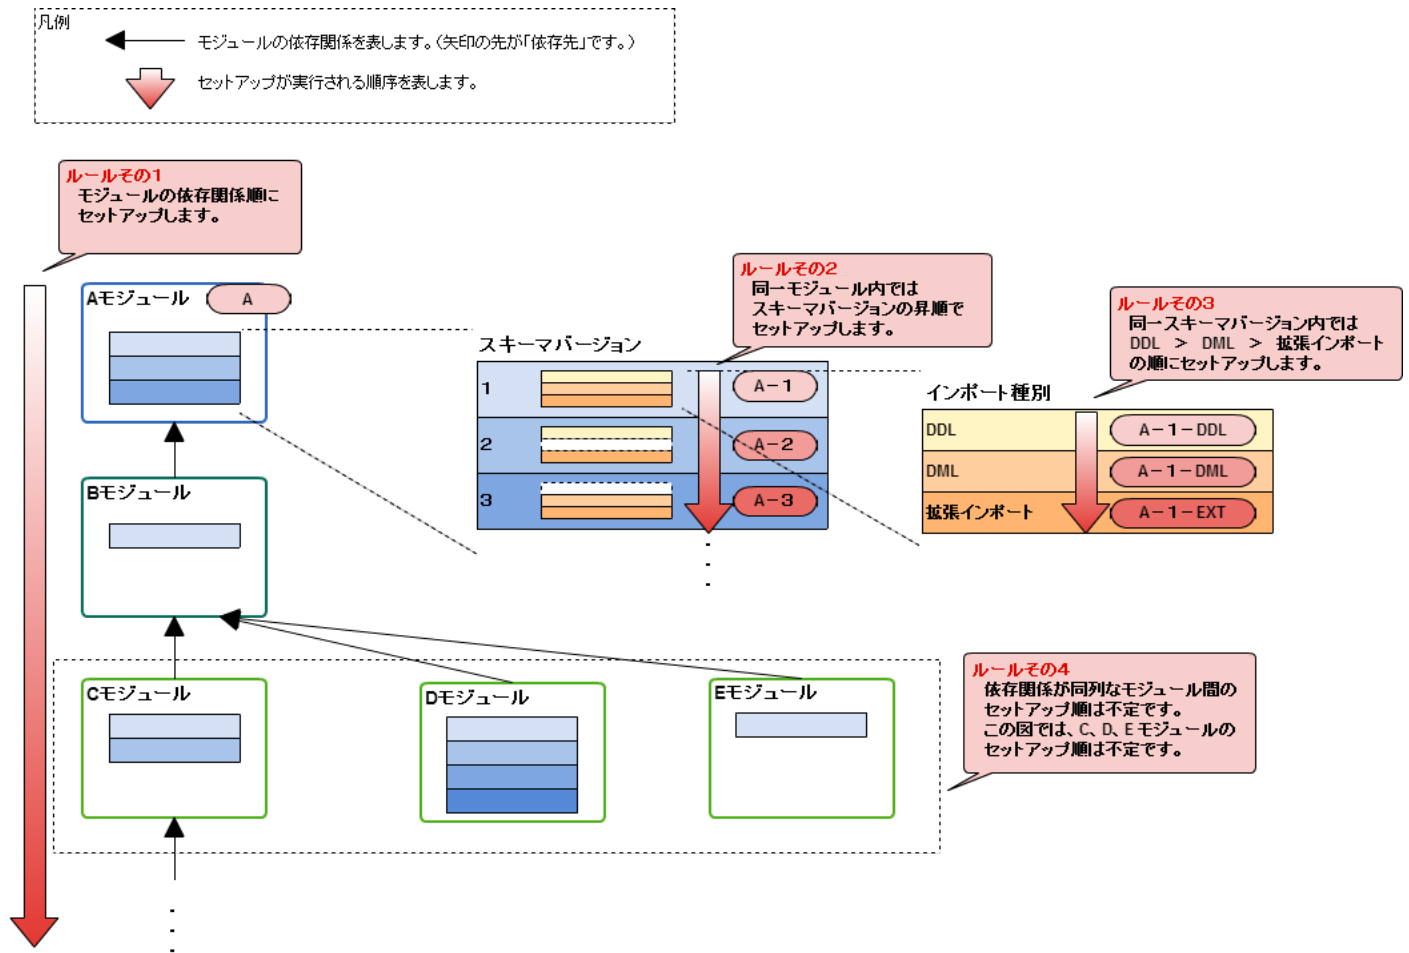 凡例
モジュールの依存関係を表します。（矢印の先が「依存先」です。）
セットアップが実行される順序を表します。
ルールその1
モジュールの依存関係順に
セットアップします。
Aモジュール
A
Bモジュール
Cモジュール
Dモジュール
Eモジュール
ルールその2
同一モジュール内では
スキーマバージョンの昇順で
セットアップします。
スキーマバージョン
1
A－1
2
A－2
3
A－3
ルールその3
同一スキーマバージョン内では
DDL ＞ DML ＞ 拡張インポート
の順にセットアップします。
インポート種別
DDL
A－1－DDL
DML
A－1－DML
拡張インポート
A－1－EXT
ルールその4
依存関係が同列なモジュール間の
セットアップ順は不定です。
この図では、C、D、Eモジュールの
セットアップ順は不定です。